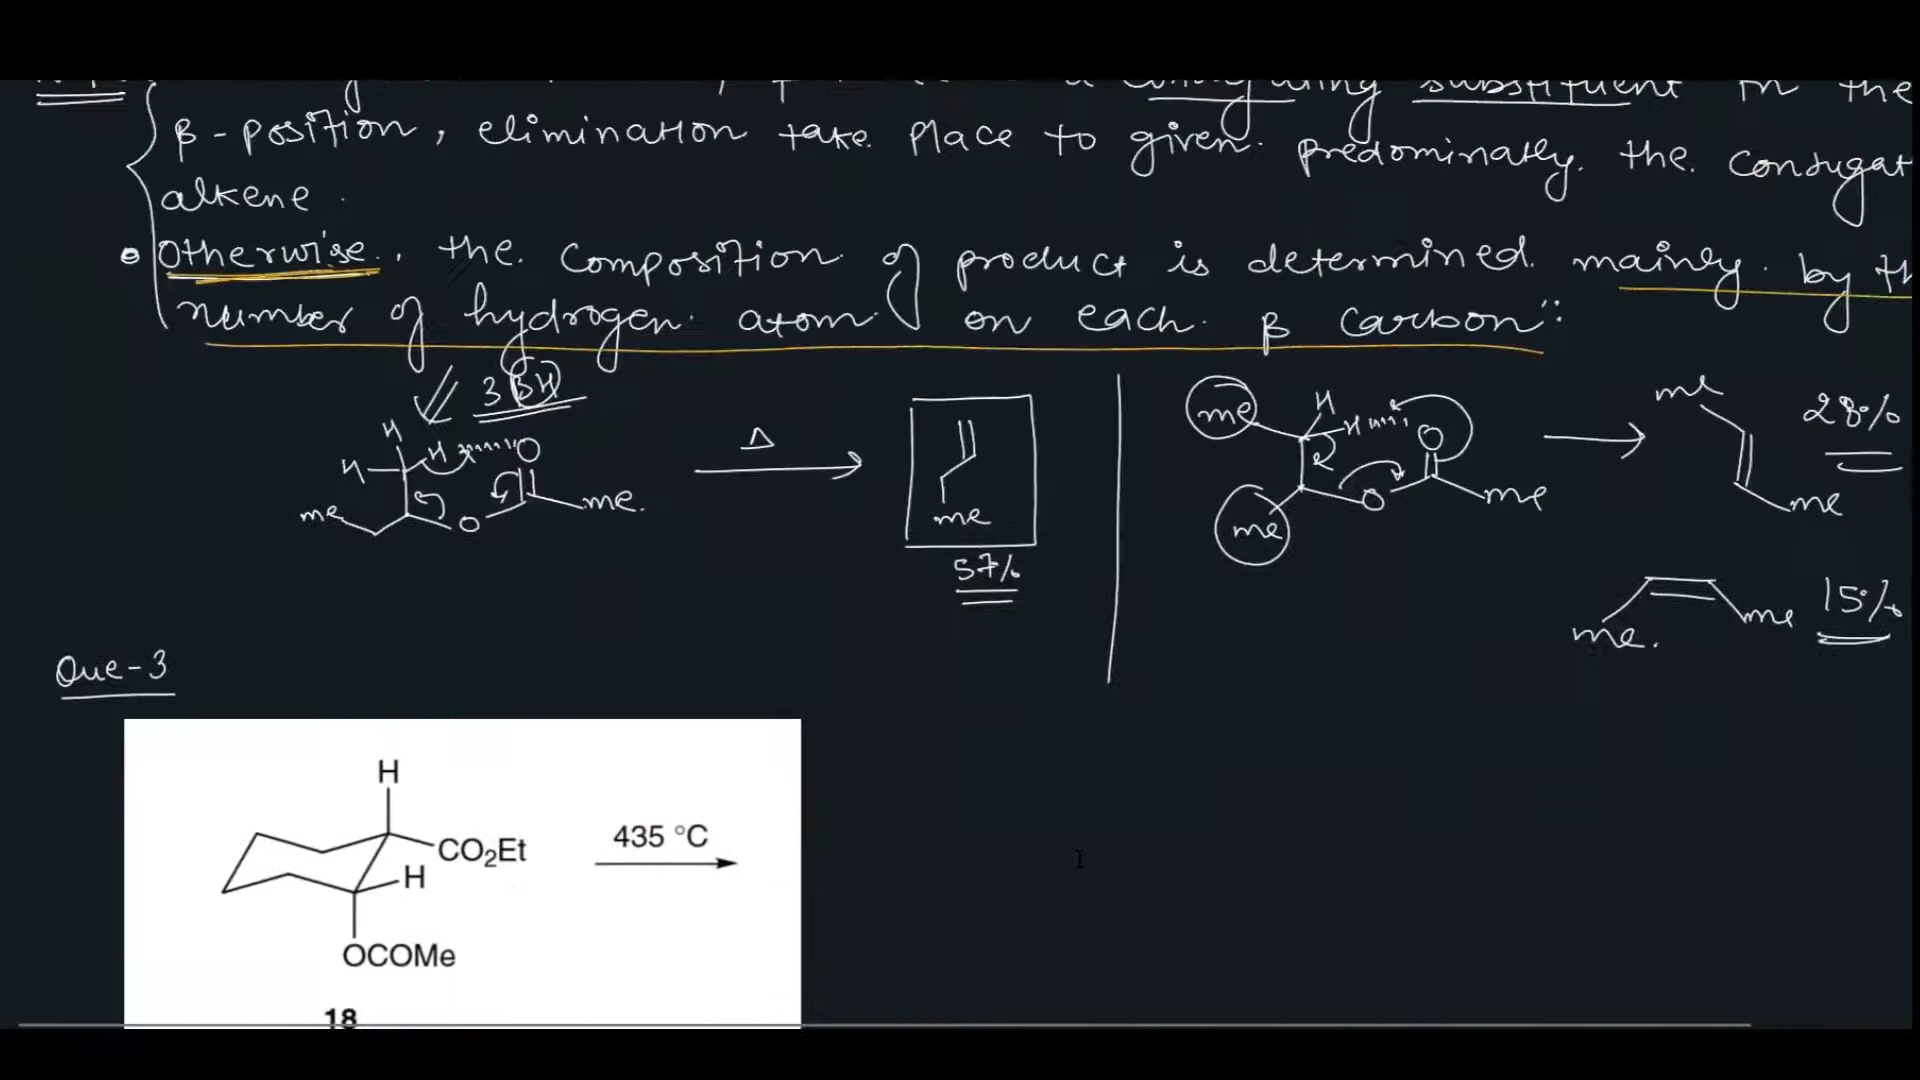 substituent in the
β-position, elimination take place to given. predominatly. the. conjugat
alkene.
• Otherwise., the. composition of product is determined mainly. by th
number of hydrogen. atom. on each. β carbon":
3 βH
H
H H O
me O me.
Δ
me
57%
me H H O
me O me
me
me
28%
me. me
15%
Que-3
H
CO₂Et
H
OCOMe
435 °C
18